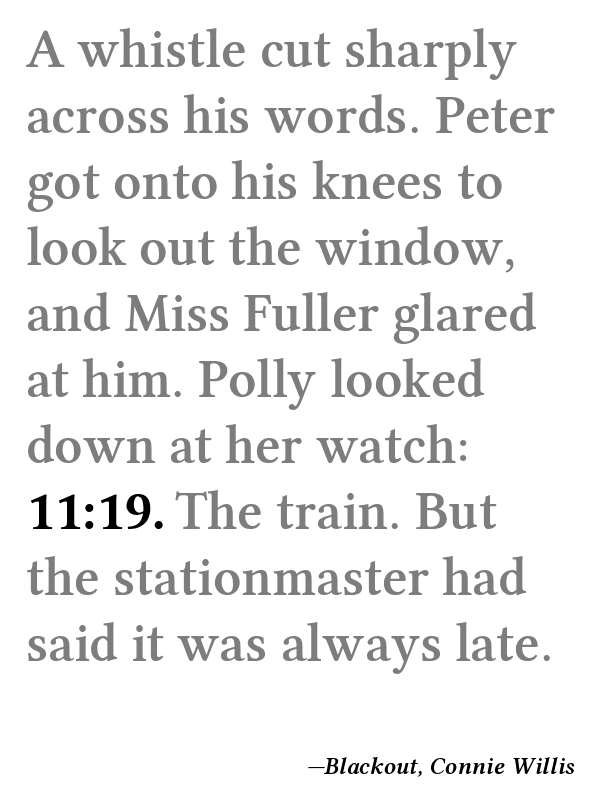 A whistle cut sharply
across his words. Peter
got onto his knees to
look out the window,
and Miss Fuller glared
at him. Polly looked
down at her watch:
11:19. The train. But
the stationmaster had
said it was always late.
—Blackout, Connie Willis